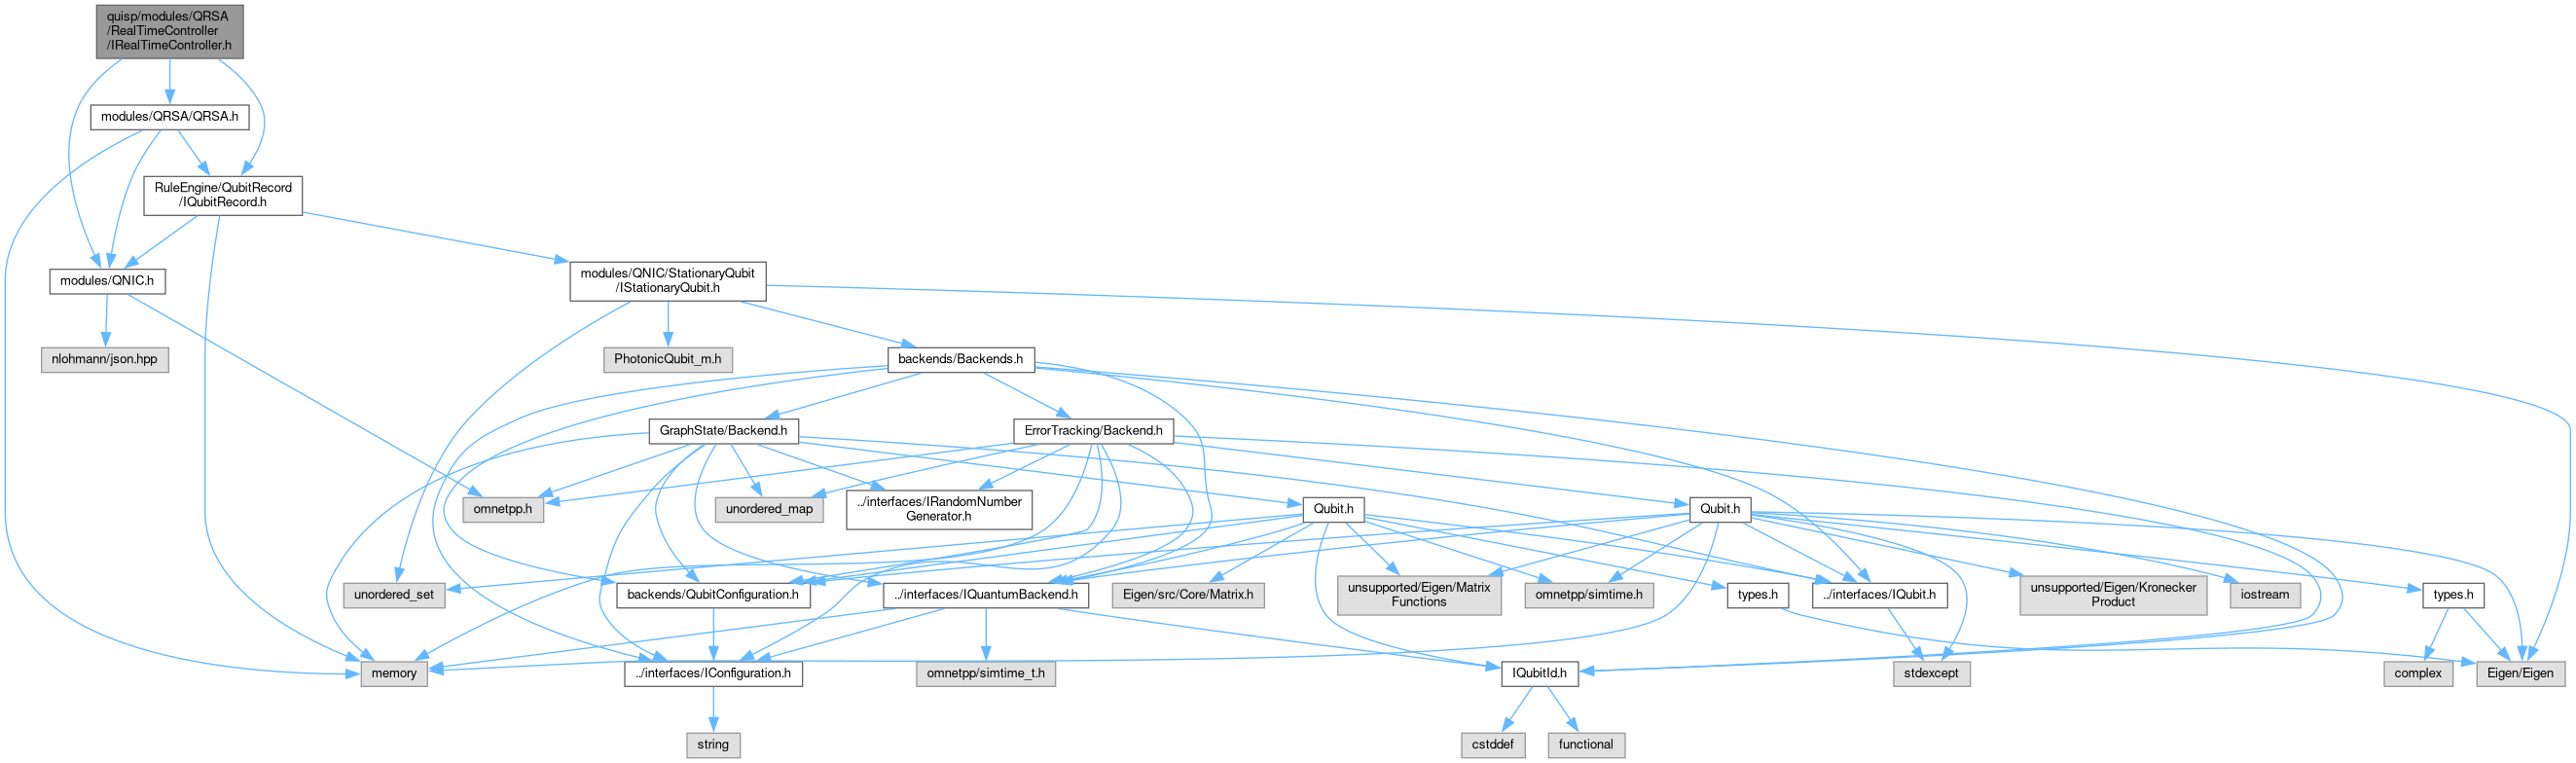 quisp/modules/QRSA
/RealTimeController
/IRealTimeController.h
modules/QRSA/QRSA.h
RuleEngine/QubitRecord
/IQubitRecord.h
modules/QNIC.h
modules/QNIC/StationaryQubit
/IStationaryQubit.h
nlohmann/json.hpp
PhotonicQubit_m.h
backends/Backends.h
GraphState/Backend.h
ErrorTracking/Backend.h
omnetpp.h
unordered_map
../interfaces/IRandomNumber
Generator.h
Qubit.h
Qubit.h
unordered_set
backends/QubitConfiguration.h
../interfaces/IQuantumBackend.h
Eigen/src/Core/Matrix.h
unsupported/Eigen/Matrix
Functions
omnetpp/simtime.h
types.h
../interfaces/IQubit.h
unsupported/Eigen/Kronecker
Product
iostream
types.h
memory
../interfaces/IConfiguration.h
omnetpp/simtime_t.h
IQubitId.h
stdexcept
complex
Eigen/Eigen
string
cstddef
functional